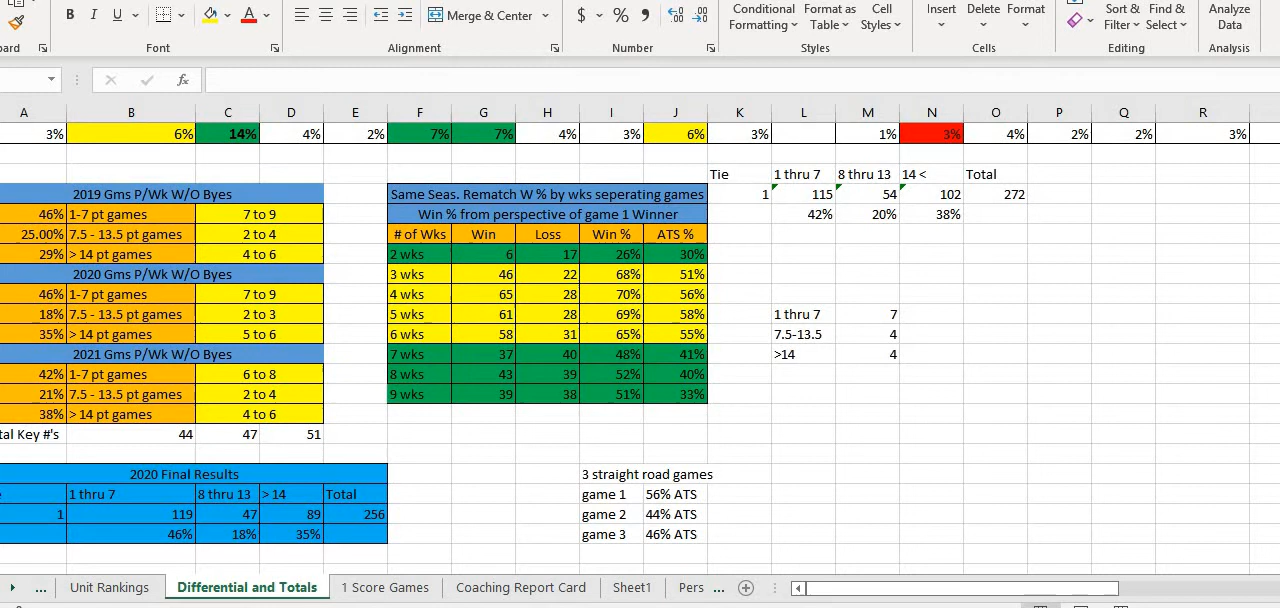 B I U A Merge & Center $ % , Conditional Formatting Format as Table Cell Styles Insert Delete Format Sort & Filter Find & Select Analyze Data
ard Font Alignment Number Styles Cells Editing Analysis
fx
A B C D E F G H I J K L M N O P Q R
3% 6% 14% 4% 2% 7% 7% 4% 3% 6% 3% 1% 3% 4% 2% 2% 3%
Tie 1 thru 7 8 thru 13 14 < Total
2019 Gms P/Wk W/O Byes Same Seas. Rematch W % by wks seperating games 1 115 54 102 272
46% 1-7 pt games 7 to 9 Win % from perspective of game 1 Winner 42% 20% 38%
25.00% 7.5 - 13.5 pt games 2 to 4 # of Wks Win Loss Win % ATS %
29% > 14 pt games 4 to 6 2 wks 6 17 26% 30%
2020 Gms P/Wk W/O Byes 3 wks 46 22 68% 51%
46% 1-7 pt games 7 to 9 4 wks 65 28 70% 56%
18% 7.5 - 13.5 pt games 2 to 3 5 wks 61 28 69% 58% 1 thru 7 7
35% > 14 pt games 5 to 6 6 wks 58 31 65% 55% 7.5-13.5 4
2021 Gms P/Wk W/O Byes 7 wks 37 40 48% 41% >14 4
42% 1-7 pt games 6 to 8 8 wks 43 39 52% 40%
21% 7.5 - 13.5 pt games 2 to 4 9 wks 39 38 51% 33%
38% > 14 pt games 4 to 6
tal Key #'s 44 47 51
2020 Final Results 3 straight road games
e 1 thru 7 8 thru 13 > 14 Total game 1 56% ATS
1 119 47 89 256 game 2 44% ATS
46% 18% 35% game 3 46% ATS
... Unit Rankings Differential and Totals 1 Score Games Coaching Report Card Sheet1 Pers ...